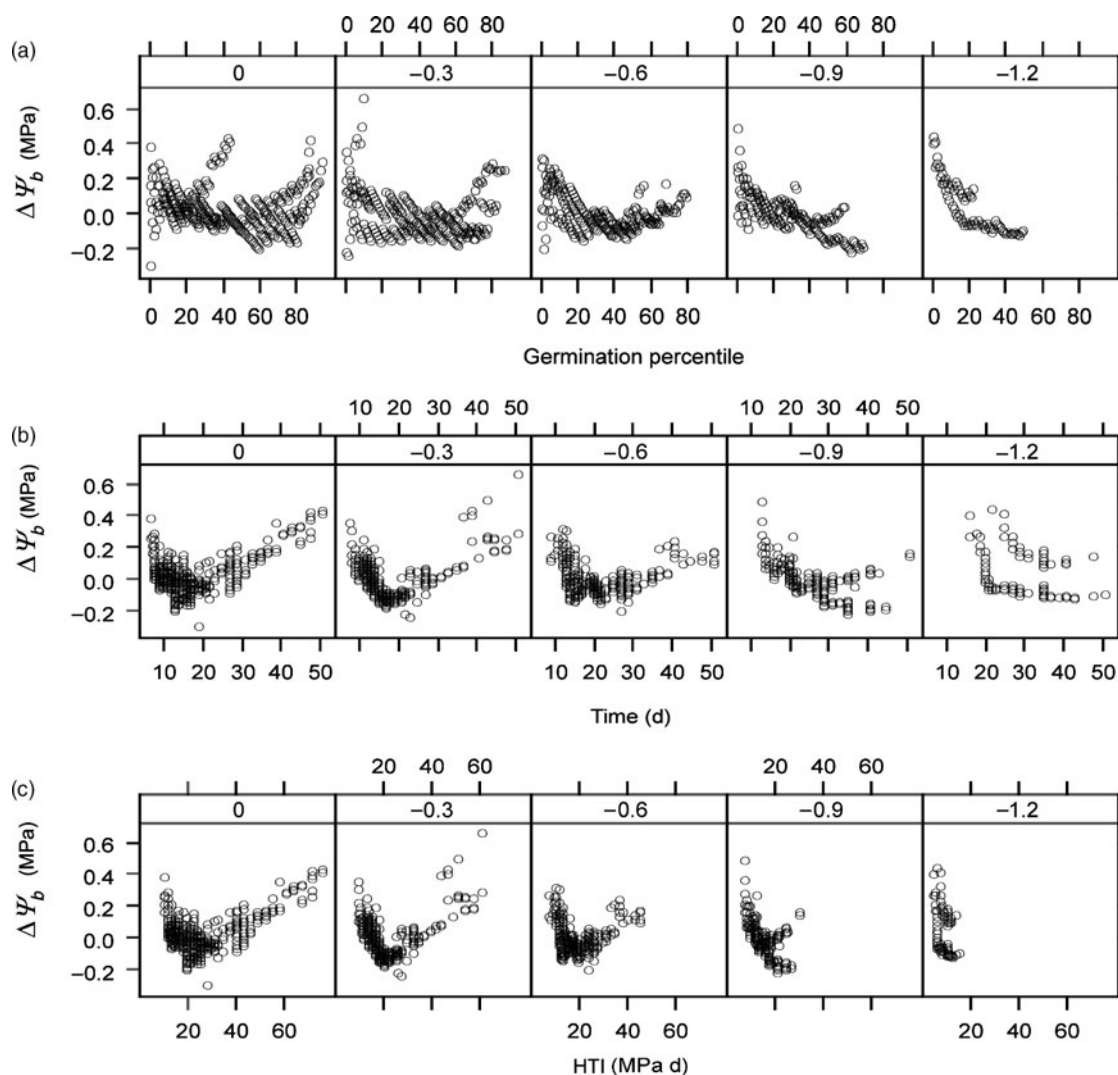 0 20 40 60 80 0 20 40 60 80
(a)
0 −0.3 −0.6 −0.9 −1.2
ΔΨb (MPa)
0.6
0.4
0.2
0.0
−0.2
0 20 40 60 80 0 20 40 60 80 0 20 40 60 80
Germination percentile
10 20 30 40 50 10 20 30 40 50
(b)
0 −0.3 −0.6 −0.9 −1.2
ΔΨb (MPa)
0.6
0.4
0.2
0.0
−0.2
10 20 30 40 50 10 20 30 40 50 10 20 30 40 50
Time (d)
20 40 60 20 40 60
(c)
0 −0.3 −0.6 −0.9 −1.2
ΔΨb (MPa)
0.6
0.4
0.2
0.0
−0.2
20 40 60 20 40 60 20 40 60
HTI (MPa d)